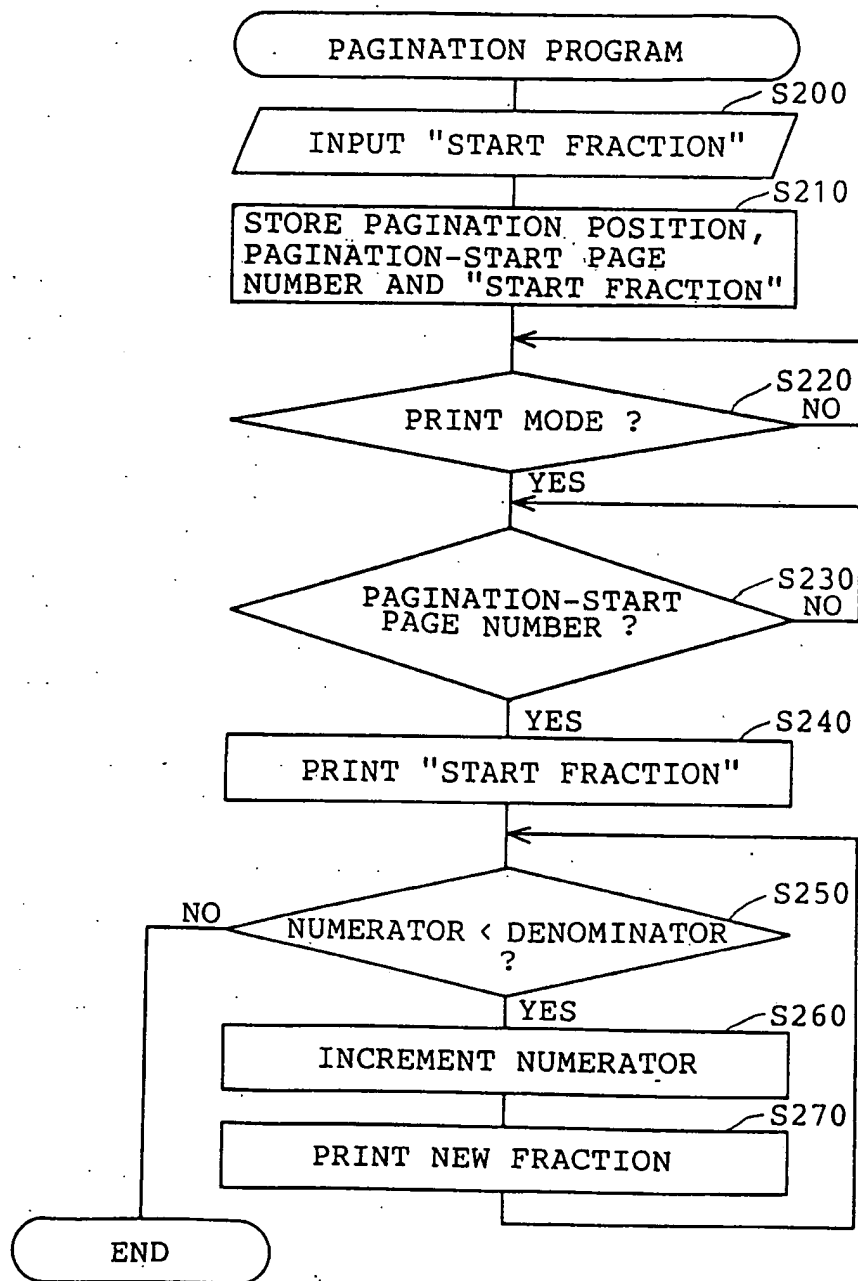 PAGINATION PROGRAM
S200
INPUT "START FRACTION"
S210
STORE PAGINATION POSITION,
PAGINATION-START PAGE
NUMBER AND "START FRACTION"
S220
PRINT MODE ?
NO
YES
S230
PAGINATION-START
PAGE NUMBER ?
NO
YES
S240
PRINT "START FRACTION"
S250
NO
NUMERATOR < DENOMINATOR
?
YES
S260
INCREMENT NUMERATOR
S270
PRINT NEW FRACTION
END